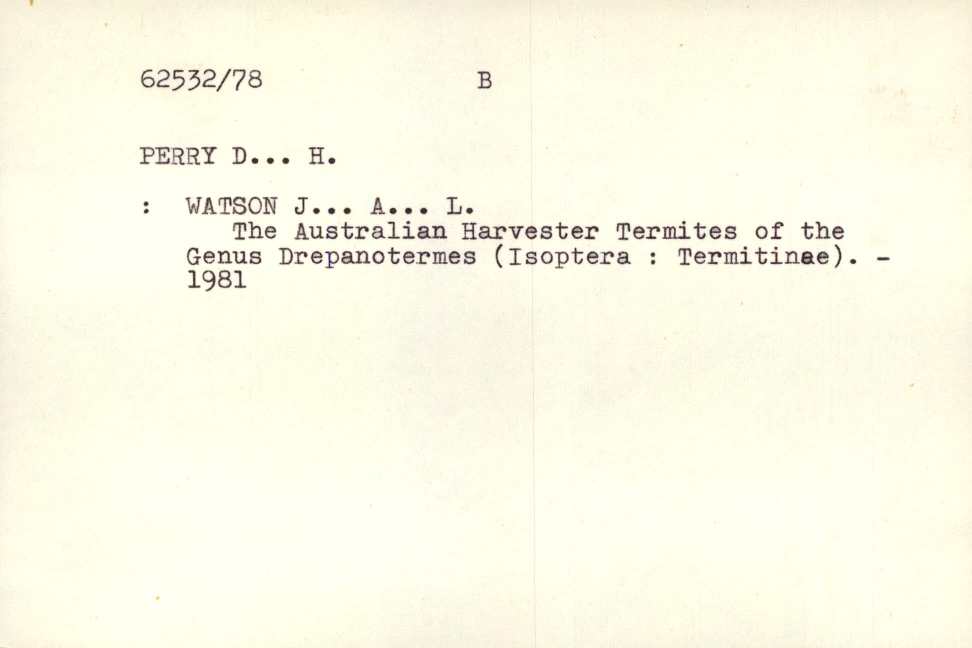 62532/78 B
PERRY D... H.
: WATSON J... A... L.
The Australian Harvester Termites of the
Genus Drepanotermes (Isoptera : Termitinae). -
1981